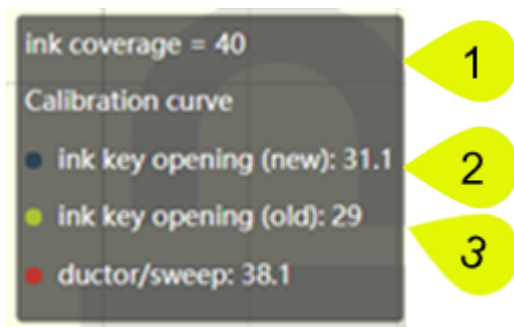 ink coverage = 40
1
Calibration curve
ink key opening (new): 31.1
2
ink key opening (old): 29
3
ductor/sweep: 38.1